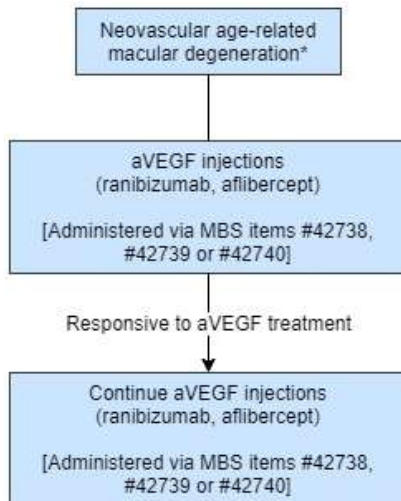 Neovascular age-related
macular degeneration*
aVEGF injections
(ranibizumab, aflibercept)
[Administered via MBS items #42738,
#42739 or #42740]
Responsive to aVEGF treatment
Continue aVEGF injections
(ranibizumab, aflibercept)
[Administered via MBS items #42738,
#42739 or #42740]